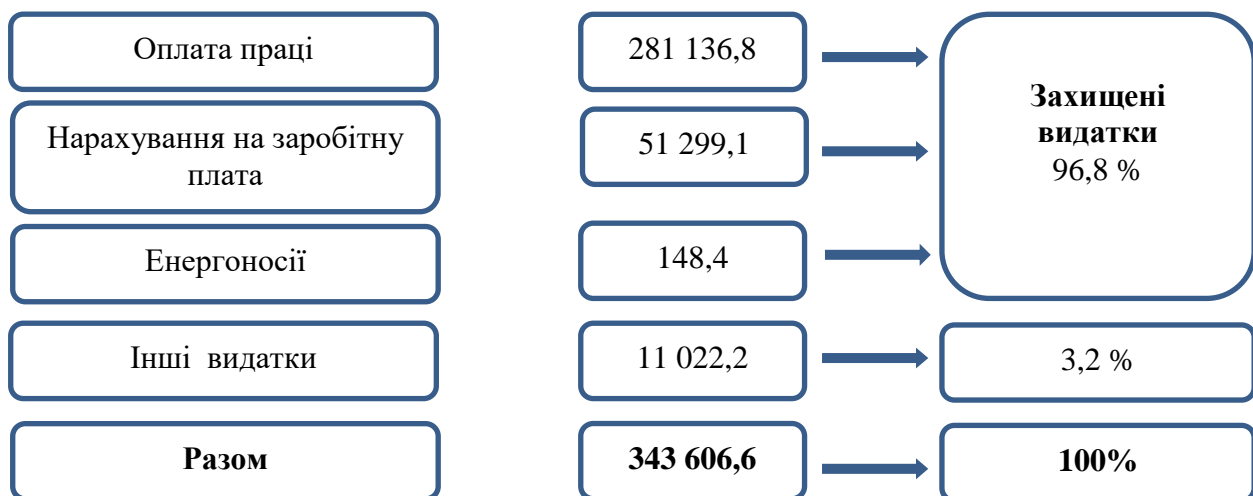 Оплата праці
281 136,8
Нарахування на заробітну
плата
51 299,1
Захищені
видатки
96,8 %
Енергоносії
148,4
Інші видатки
11 022,2
3,2 %
Разом
343 606,6
100%